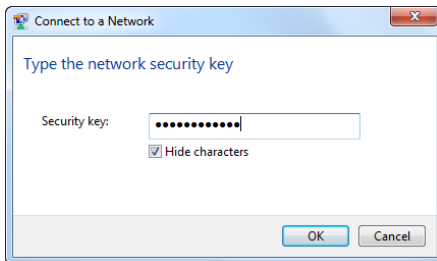 Connect to a Network
Type the network security key
Security key: ••••••••••••
Hide characters
OK Cancel